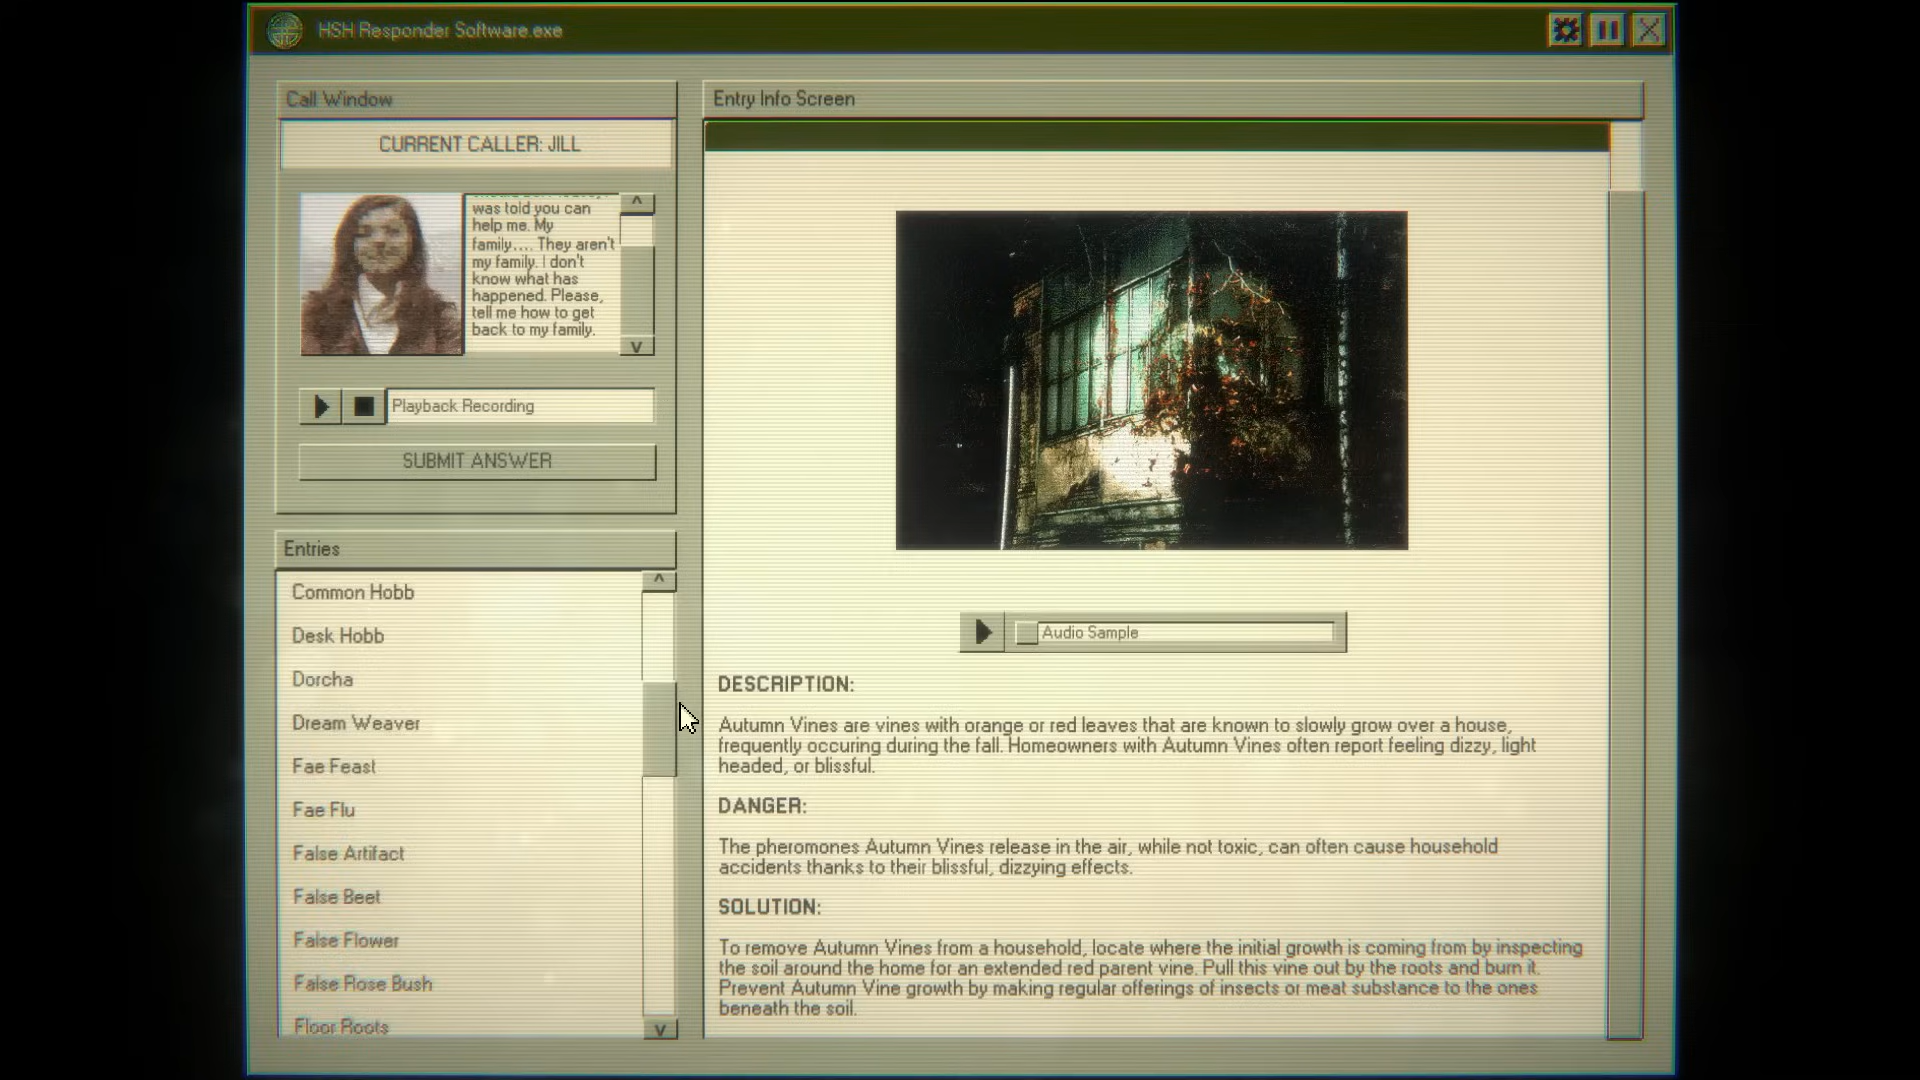 HSH Responder Software.exe
Call Window
CURRENT CALLER: JILL
was told you can
help me. My
family.... They aren't
my family. I don't
know what has
happened. Please,
tell me how to get
back to my family.
Playback Recording
SUBMIT ANSWER
Entries
Common Hobb
Desk Hobb
Dorcha
Dream Weaver
Fae Feast
Fae Flu
False Artifact
False Beet
False Flower
False Rose Bush
Floor Roots
Entry Info Screen
Audio Sample
DESCRIPTION:
Autumn Vines are vines with orange or red leaves that are known to slowly grow over a house,
frequently occuring during the fall. Homeowners with Autumn Vines often report feeling dizzy, light
headed, or blissful.
DANGER:
The pheromones Autumn Vines release in the air, while not toxic, can often cause household
accidents thanks to their blissful, dizzying effects.
SOLUTION:
To remove Autumn Vines from a household, locate where the initial growth is coming from by inspecting
the soil around the home for an extended red parent vine. Pull this vine out by the roots and burn it.
Prevent Autumn Vine growth by making regular offerings of insects or meat substance to the ones
beneath the soil.